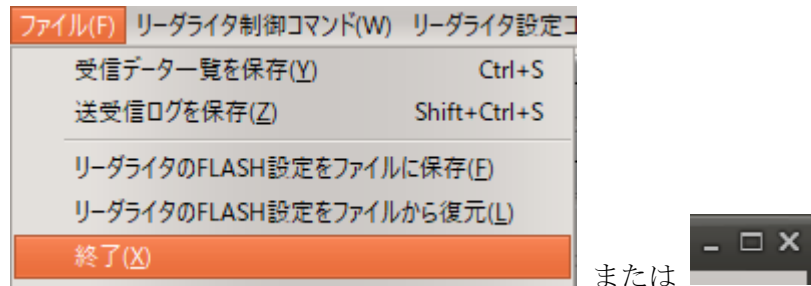 ファイル(F) リーダライタ制御コマンド(W) リーダライタ設定コ
受信データ一覧を保存(Y) Ctrl+S
送受信ログを保存(Z) Shift+Ctrl+S
リーダライタのFLASH設定をファイルに保存(F)
リーダライタのFLASH設定をファイルから復元(L)
終了(X)
または